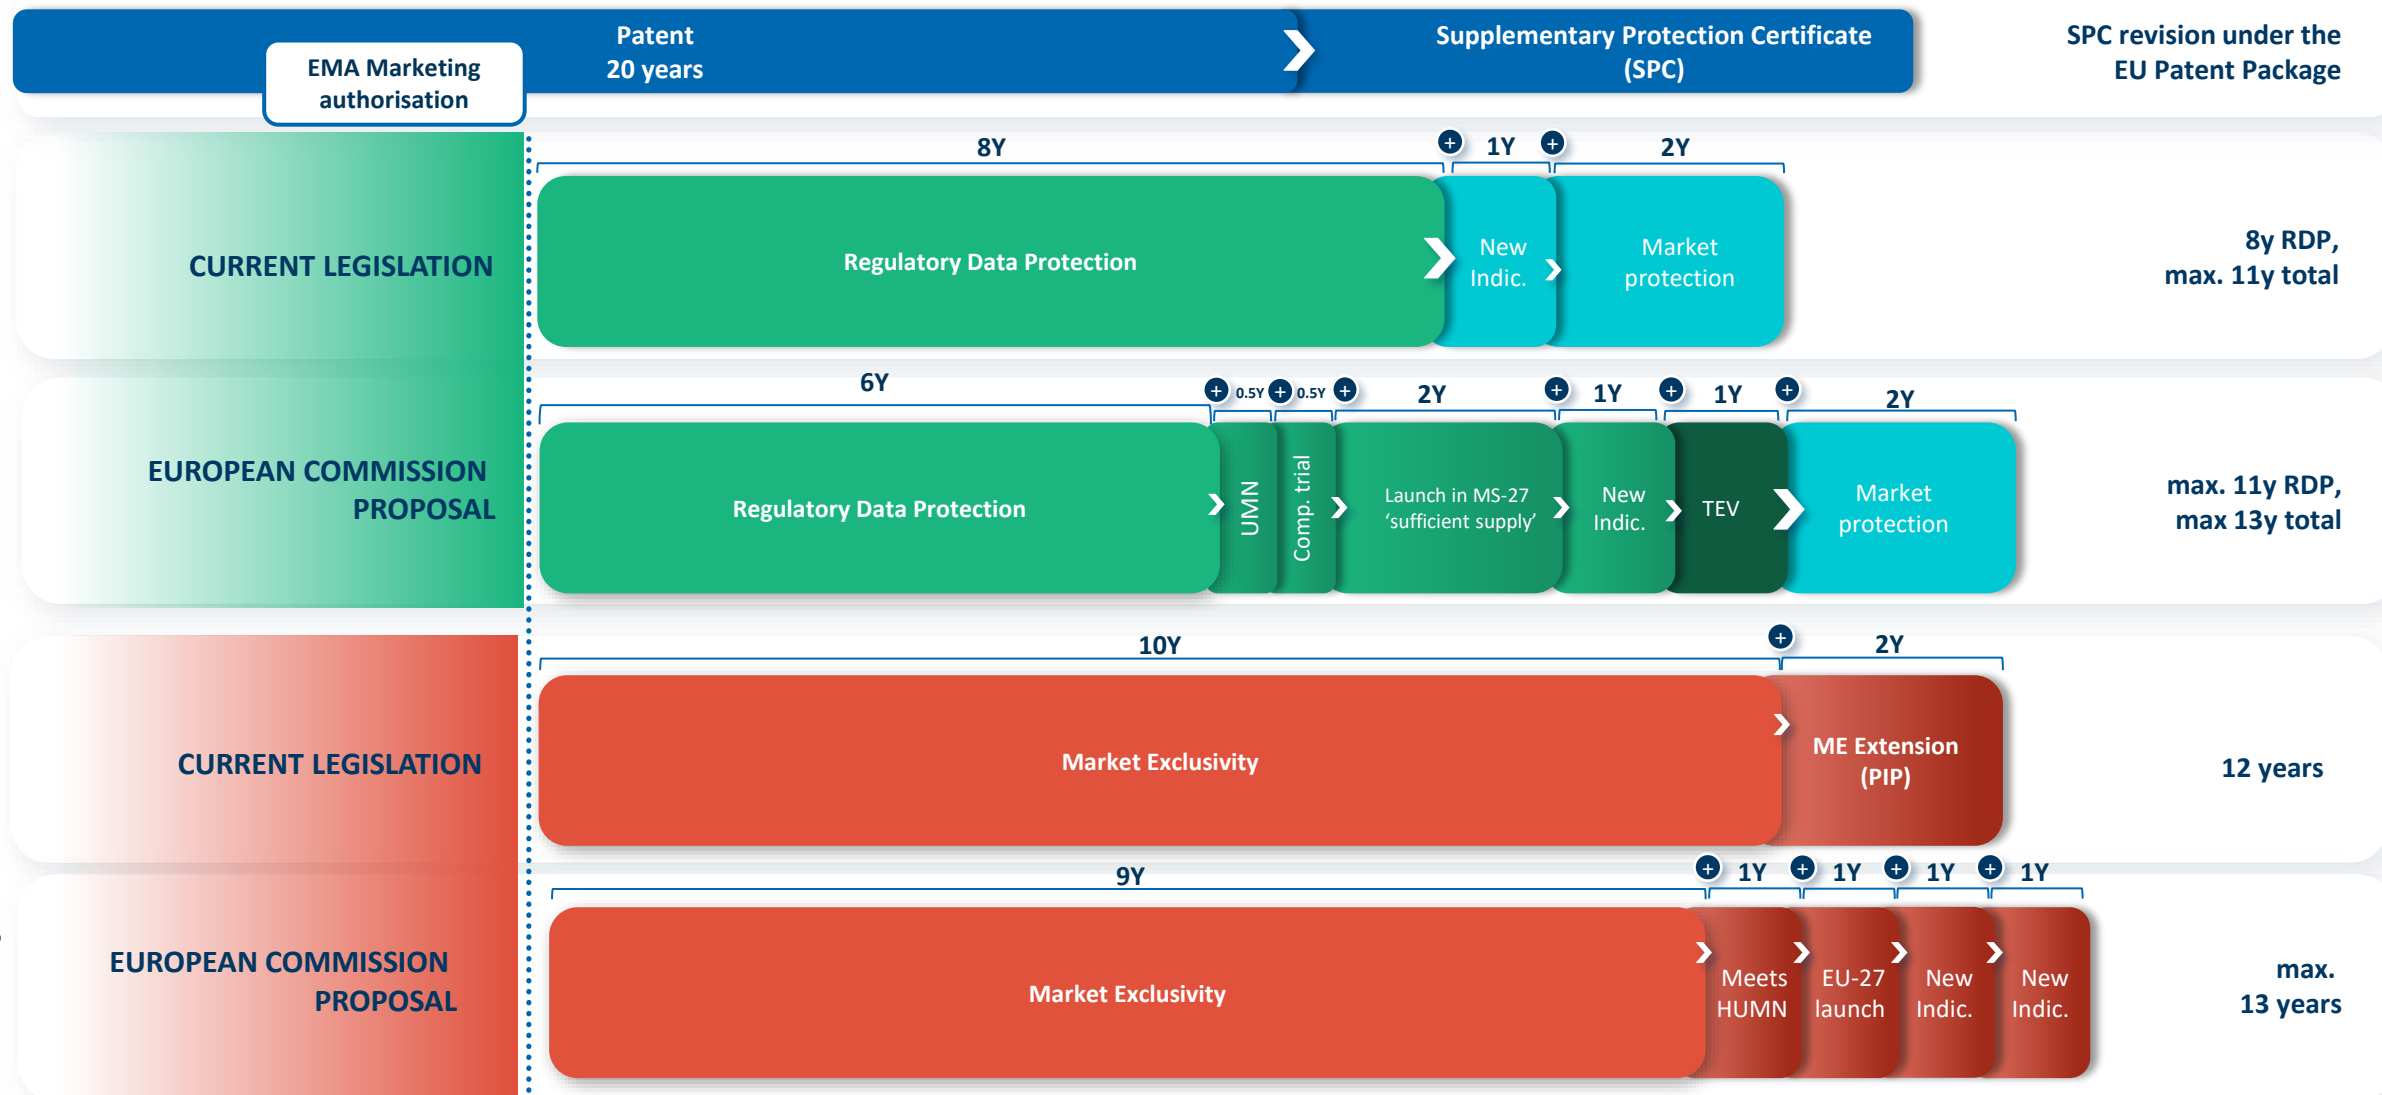 Patent
20 years
Supplementary Protection Certificate
(SPC)
SPC revision under the
EU Patent Package
EMA Marketing
authorisation
8Y
+
1Y
+
2Y
CURRENT LEGISLATION
Regulatory Data Protection
New
Indic.
Market
protection
8y RDP,
max. 11y total
6Y
+
0.5Y
+
0.5Y
+
2Y
+
1Y
+
1Y
+
2Y
EUROPEAN COMMISSION
PROPOSAL
Regulatory Data Protection
UMN
Comp. trial
Launch in MS-27
‘sufficient supply’
New
Indic.
TEV
Market
protection
max. 11y RDP,
max 13y total
10Y
+
2Y
CURRENT LEGISLATION
Market Exclusivity
ME Extension
(PIP)
12 years
9Y
+
1Y
+
1Y
+
1Y
+
1Y
EUROPEAN COMMISSION
PROPOSAL
Market Exclusivity
Meets
HUMN
EU-27
launch
New
Indic.
New
Indic.
max.
13 years